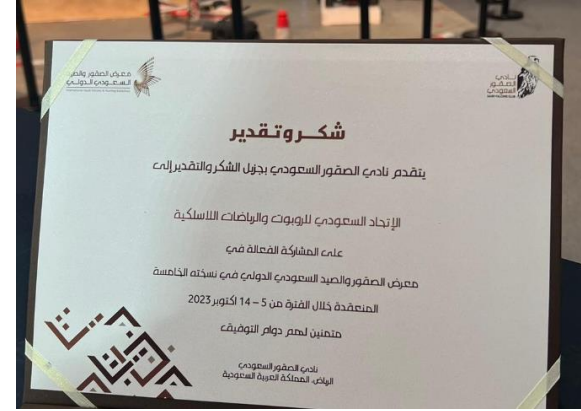 معرض الصقور والصيد
السعودي الدولي
نادي
الصقور
السعودي
شكر وتقدير
يتقدم نادي الصقور السعودي بجزيل الشكر والتقدير إلى
الإتحاد السعودي للروبوت والرياضات اللاسلكية
على المشاركة الفعالة في
معرض الصقور والصيد السعودي الدولي في نسخته الخامسة
المنعقدة خلال الفترة من 5 – 14 اكتوبر 2023
متمنين لهم دوام التوفيق
نادي الصقور السعودي
الرياض، المملكة العربية السعودية